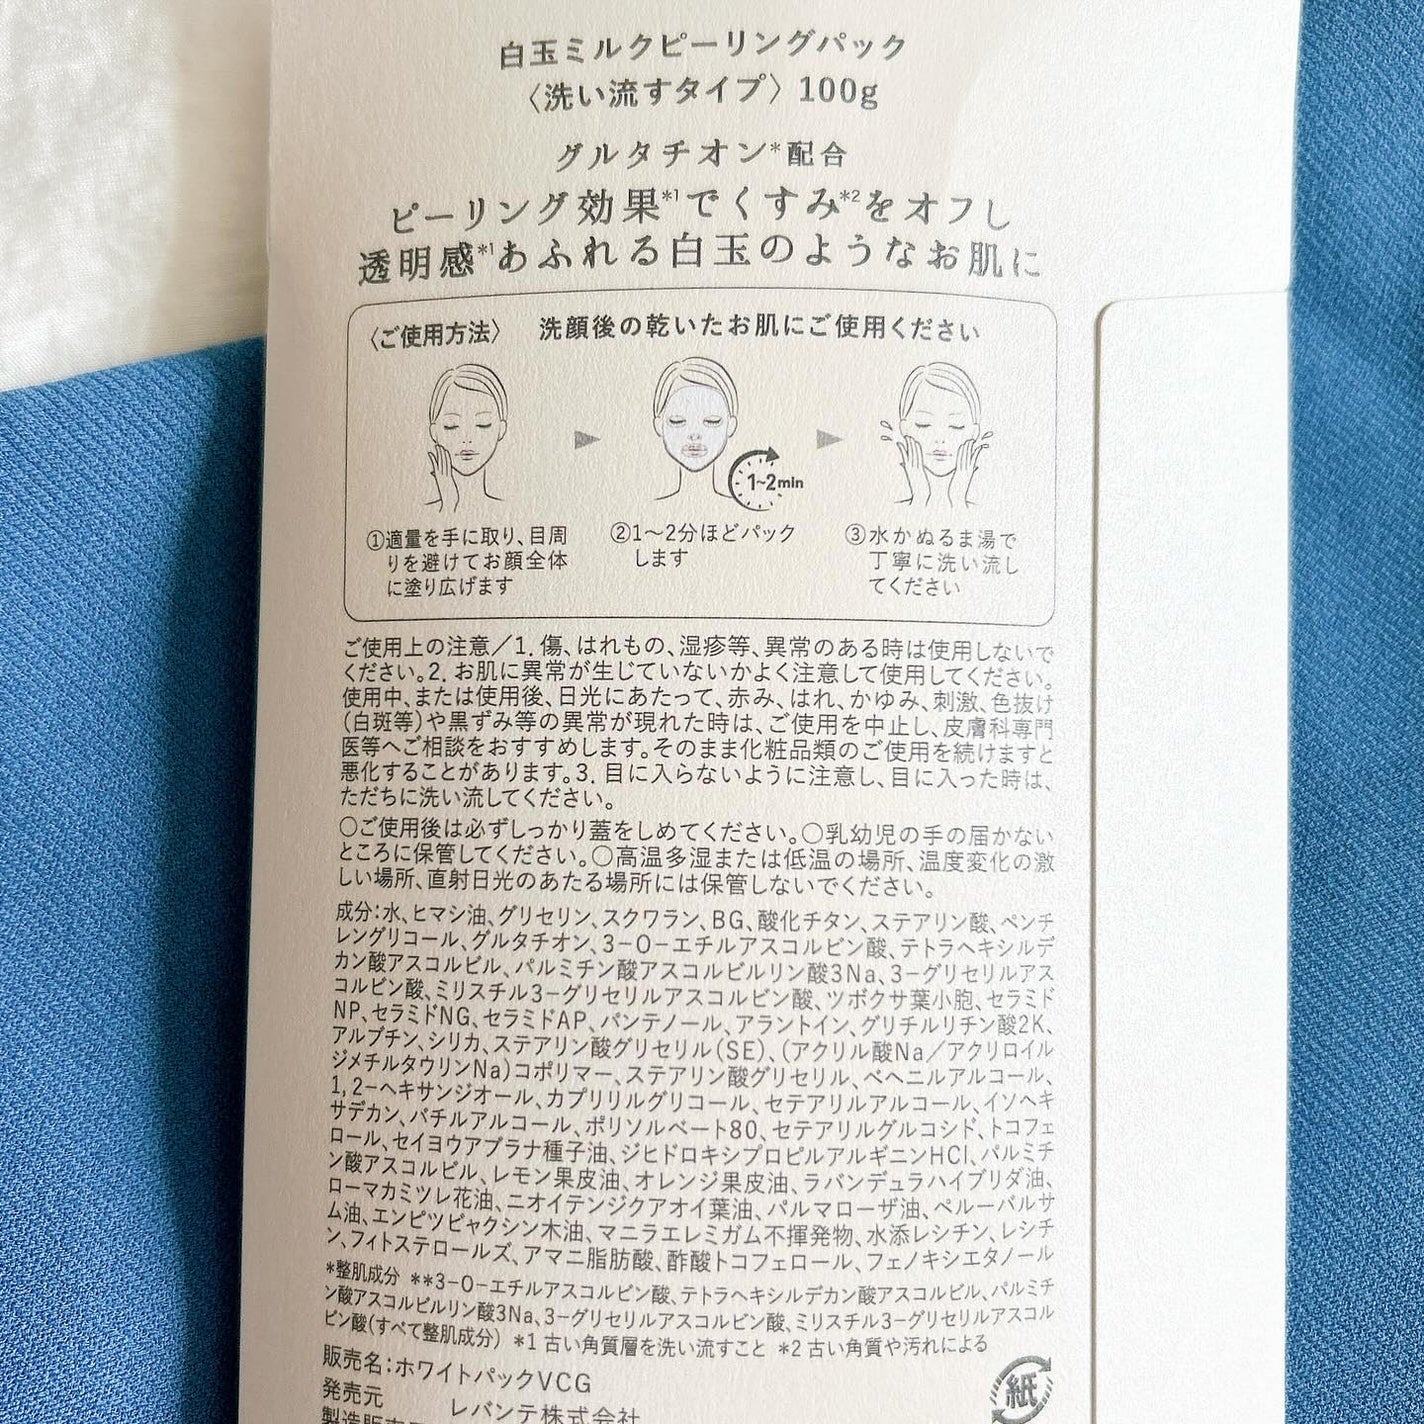 白玉ミルクピーリングパック
〈洗い流すタイプ〉100g
グルタチオン*配合
ピーリング効果*1でくすみ*2をオフし
透明感*1あふれる白玉のようなお肌に
〈ご使用方法〉 洗顔後の乾いたお肌にご使用ください
1~2min
①適量を手に取り、目周
りを避けてお顔全体
に塗り広げます
②1〜2分ほどパック
します
③水かぬるま湯で
丁寧に洗い流し
てください
ご使用上の注意／1. 傷、はれもの、湿疹等、異常のある時は使用しないで
ください。2. お肌に異常が生じていないかよく注意して使用してください。
使用中、または使用後、日光にあたって、赤み、はれ、かゆみ、刺激、色抜け
(白斑等)や黒ずみ等の異常が現れた時は、ご使用を中止し、皮膚科専門
医等へご相談をおすすめします。そのまま化粧品類のご使用を続けますと
悪化することがあります。3. 目に入らないように注意し、目に入った時は、
ただちに洗い流してください。
○ご使用後は必ずしっかり蓋をしめてください。○乳幼児の手の届かない
ところに保管してください。○高温多湿または低温の場所、温度変化の激
しい場所、直射日光のあたる場所には保管しないでください。
成分：水、ヒマシ油、グリセリン、スクワラン、BG、酸化チタン、ステアリン酸、ペンチ
レングリコール、グルタチオン、3−O−エチルアスコルビン酸、テトラヘキシルデ
カン酸アスコルビル、パルミチン酸アスコルビルリン酸3Na、3−グリセリルアス
コルビン酸、ミリスチル3−グリセリルアスコルビン酸、ツボクサ葉小胞、セラミド
NP、セラミドNG、セラミドAP、パンテノール、アラントイン、グリチルリチン酸2K、
アルブチン、シリカ、ステアリン酸グリセリル(SE)、(アクリル酸Na／アクリロイル
ジメチルタウリンNa)コポリマー、ステアリン酸グリセリル、ベヘニルアルコール、
1,2−ヘキサンジオール、カプリリルグリコール、セテアリルアルコール、イソヘキ
サデカン、バチルアルコール、ポリソルベート80、セテアリルグルコシド、トコフェ
ロール、セイヨウアブラナ種子油、ジヒドロキシプロピルアルギニンHCl、パルミチ
ン酸アスコルビル、レモン果皮油、オレンジ果皮油、ラバンデュラハイブリダ油、
ローマカミツレ花油、ニオイテンジクアオイ葉油、パルマローザ油、ペルーバルサ
ム油、エンピツビャクシン木油、マニラエレミガム不揮発物、水添レシチン、レシチ
ン、フィトステロールズ、アマニ脂肪酸、酢酸トコフェロール、フェノキシエタノール
*整肌成分 **3−O−エチルアスコルビン酸、テトラヘキシルデカン酸アスコルビル、パルミチ
ン酸アスコルビルリン酸3Na、3−グリセリルアスコルビン酸、ミリスチル3−グリセリルアスコル
ビン酸(すべて整肌成分) *1 古い角質層を洗い流すこと *2 古い角質や汚れによる
販売名：ホワイトパックVCG
発売元 レバンテ株式会社
紙